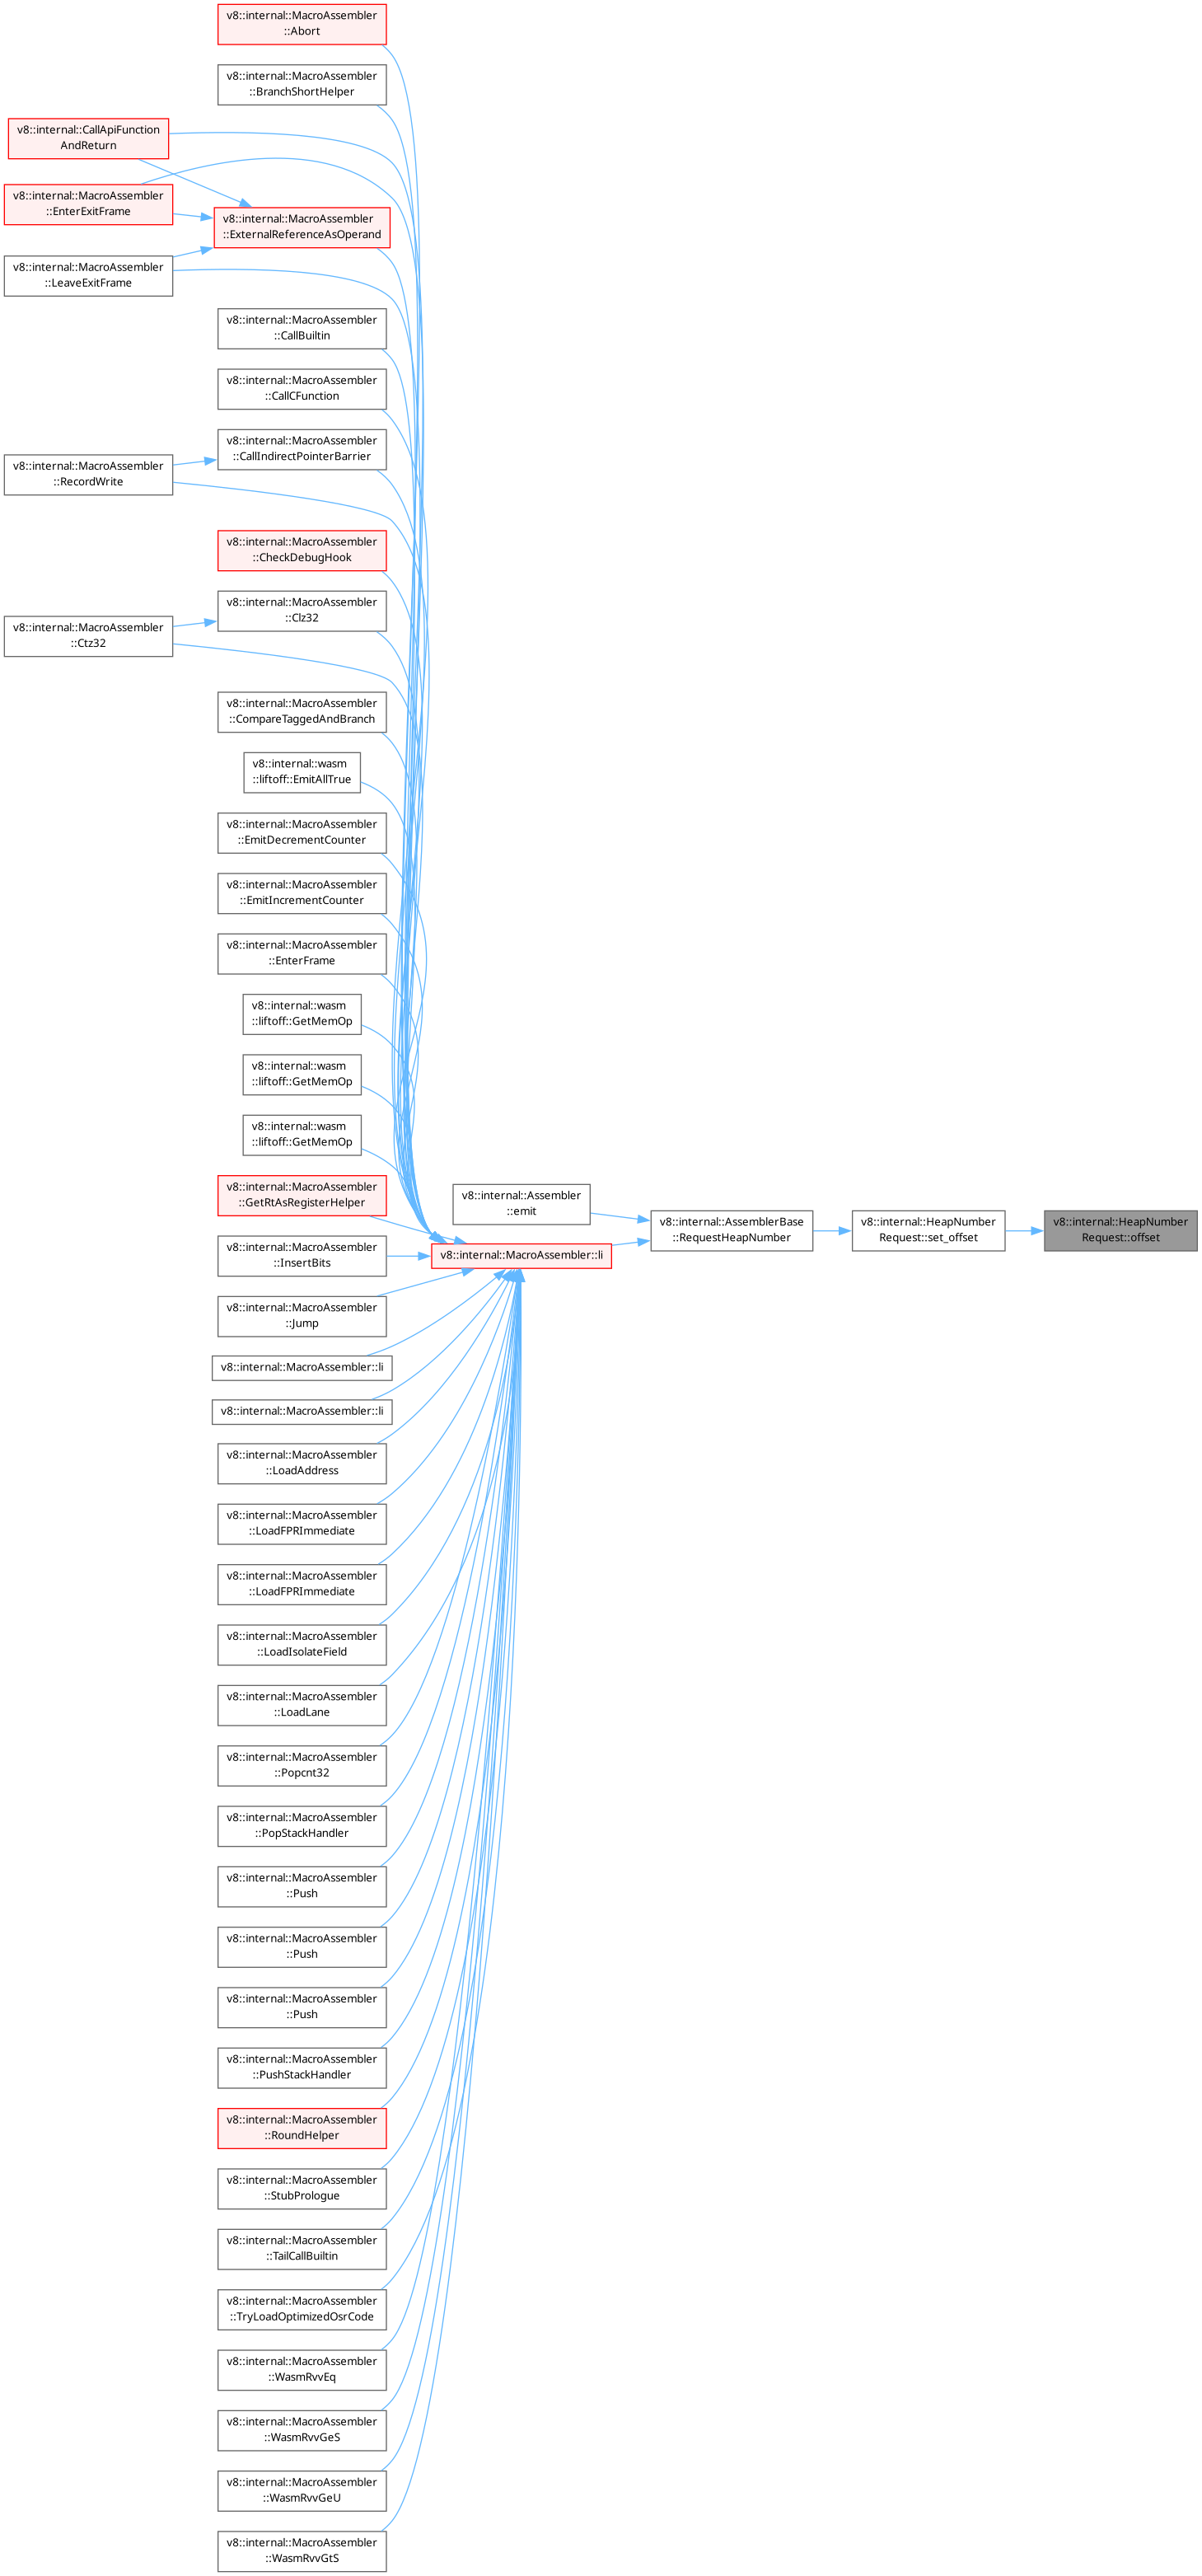 v8::internal::MacroAssembler
::Abort
v8::internal::MacroAssembler
::BranchShortHelper
v8::internal::CallApiFunction
AndReturn
v8::internal::MacroAssembler
::EnterExitFrame
v8::internal::MacroAssembler
::ExternalReferenceAsOperand
v8::internal::MacroAssembler
::LeaveExitFrame
v8::internal::MacroAssembler
::CallBuiltin
v8::internal::MacroAssembler
::CallCFunction
v8::internal::MacroAssembler
::CallIndirectPointerBarrier
v8::internal::MacroAssembler
::RecordWrite
v8::internal::MacroAssembler
::CheckDebugHook
v8::internal::MacroAssembler
::Clz32
v8::internal::MacroAssembler
::Ctz32
v8::internal::MacroAssembler
::CompareTaggedAndBranch
v8::internal::wasm
::liftoff::EmitAllTrue
v8::internal::MacroAssembler
::EmitDecrementCounter
v8::internal::MacroAssembler
::EmitIncrementCounter
v8::internal::MacroAssembler
::EnterFrame
v8::internal::wasm
::liftoff::GetMemOp
v8::internal::wasm
::liftoff::GetMemOp
v8::internal::wasm
::liftoff::GetMemOp
v8::internal::MacroAssembler
::GetRtAsRegisterHelper
v8::internal::Assembler
::emit
v8::internal::AssemblerBase
::RequestHeapNumber
v8::internal::HeapNumber
Request::set_offset
v8::internal::HeapNumber
Request::offset
v8::internal::MacroAssembler
::InsertBits
v8::internal::MacroAssembler::li
v8::internal::MacroAssembler
::Jump
v8::internal::MacroAssembler::li
v8::internal::MacroAssembler::li
v8::internal::MacroAssembler
::LoadAddress
v8::internal::MacroAssembler
::LoadFPRImmediate
v8::internal::MacroAssembler
::LoadFPRImmediate
v8::internal::MacroAssembler
::LoadIsolateField
v8::internal::MacroAssembler
::LoadLane
v8::internal::MacroAssembler
::Popcnt32
v8::internal::MacroAssembler
::PopStackHandler
v8::internal::MacroAssembler
::Push
v8::internal::MacroAssembler
::Push
v8::internal::MacroAssembler
::Push
v8::internal::MacroAssembler
::PushStackHandler
v8::internal::MacroAssembler
::RoundHelper
v8::internal::MacroAssembler
::StubPrologue
v8::internal::MacroAssembler
::TailCallBuiltin
v8::internal::MacroAssembler
::TryLoadOptimizedOsrCode
v8::internal::MacroAssembler
::WasmRvvEq
v8::internal::MacroAssembler
::WasmRvvGeS
v8::internal::MacroAssembler
::WasmRvvGeU
v8::internal::MacroAssembler
::WasmRvvGtS